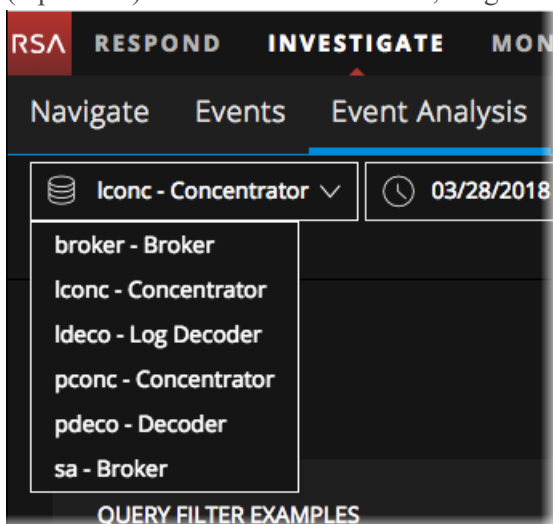 RSA RESPOND INVESTIGATE MON
Navigate Events Event Analysis
lconc - Concentrator 03/28/2018
broker - Broker
lconc - Concentrator
ldeco - Log Decoder
pconc - Concentrator
pdeco - Decoder
sa - Broker
QUERY FILTER EXAMPLES